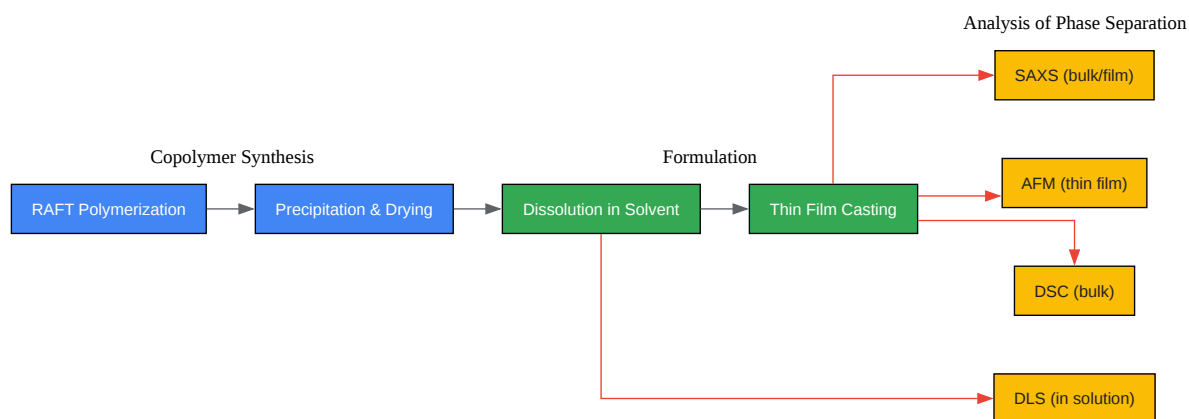 Analysis of Phase Separation
SAXS (bulk/film)
Copolymer Synthesis
Formulation
AFM (thin film)
RAFT Polymerization
Precipitation & Drying
Dissolution in Solvent
Thin Film Casting
DSC (bulk)
DLS (in solution)